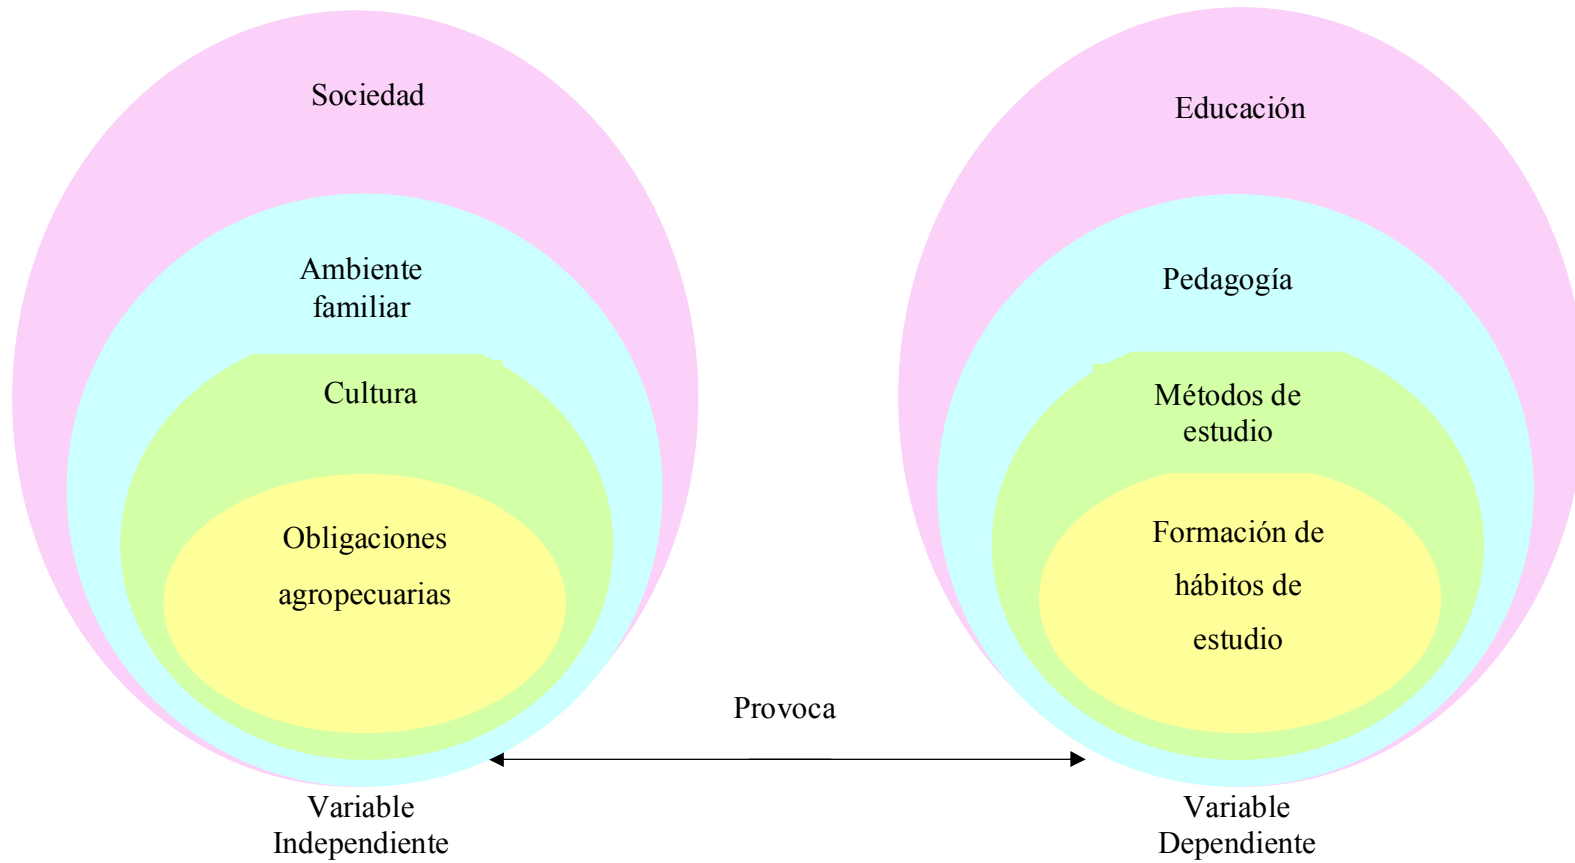 Sociedad
Ambiente
familiar
Cultura
Obligaciones
agropecuarias
Educación
Pedagogía
Métodos de
estudio
Formación de
hábitos de
estudio
Provoca
Variable
Independiente
Variable
Dependiente